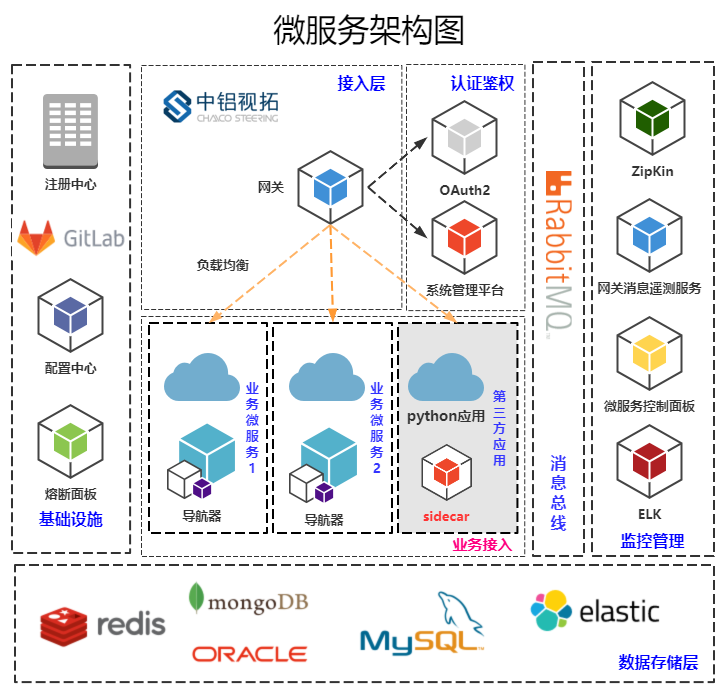 微服务架构图
注册中心
GitLab
配置中心
熔断面板
基础设施
接入层
中铝视拓
CHALCO STEERING
网关
负载均衡
认证鉴权
OAuth2
系统管理平台
业务微服务1
导航器
业务微服务2
导航器
python应用
第三方应用
sidecar
业务接入
RabbitMQ
消息总线
ZipKin
网关消息遥测服务
微服务控制面板
ELK
监控管理
redis
mongoDB
ORACLE
MySQL
elastic
数据存储层